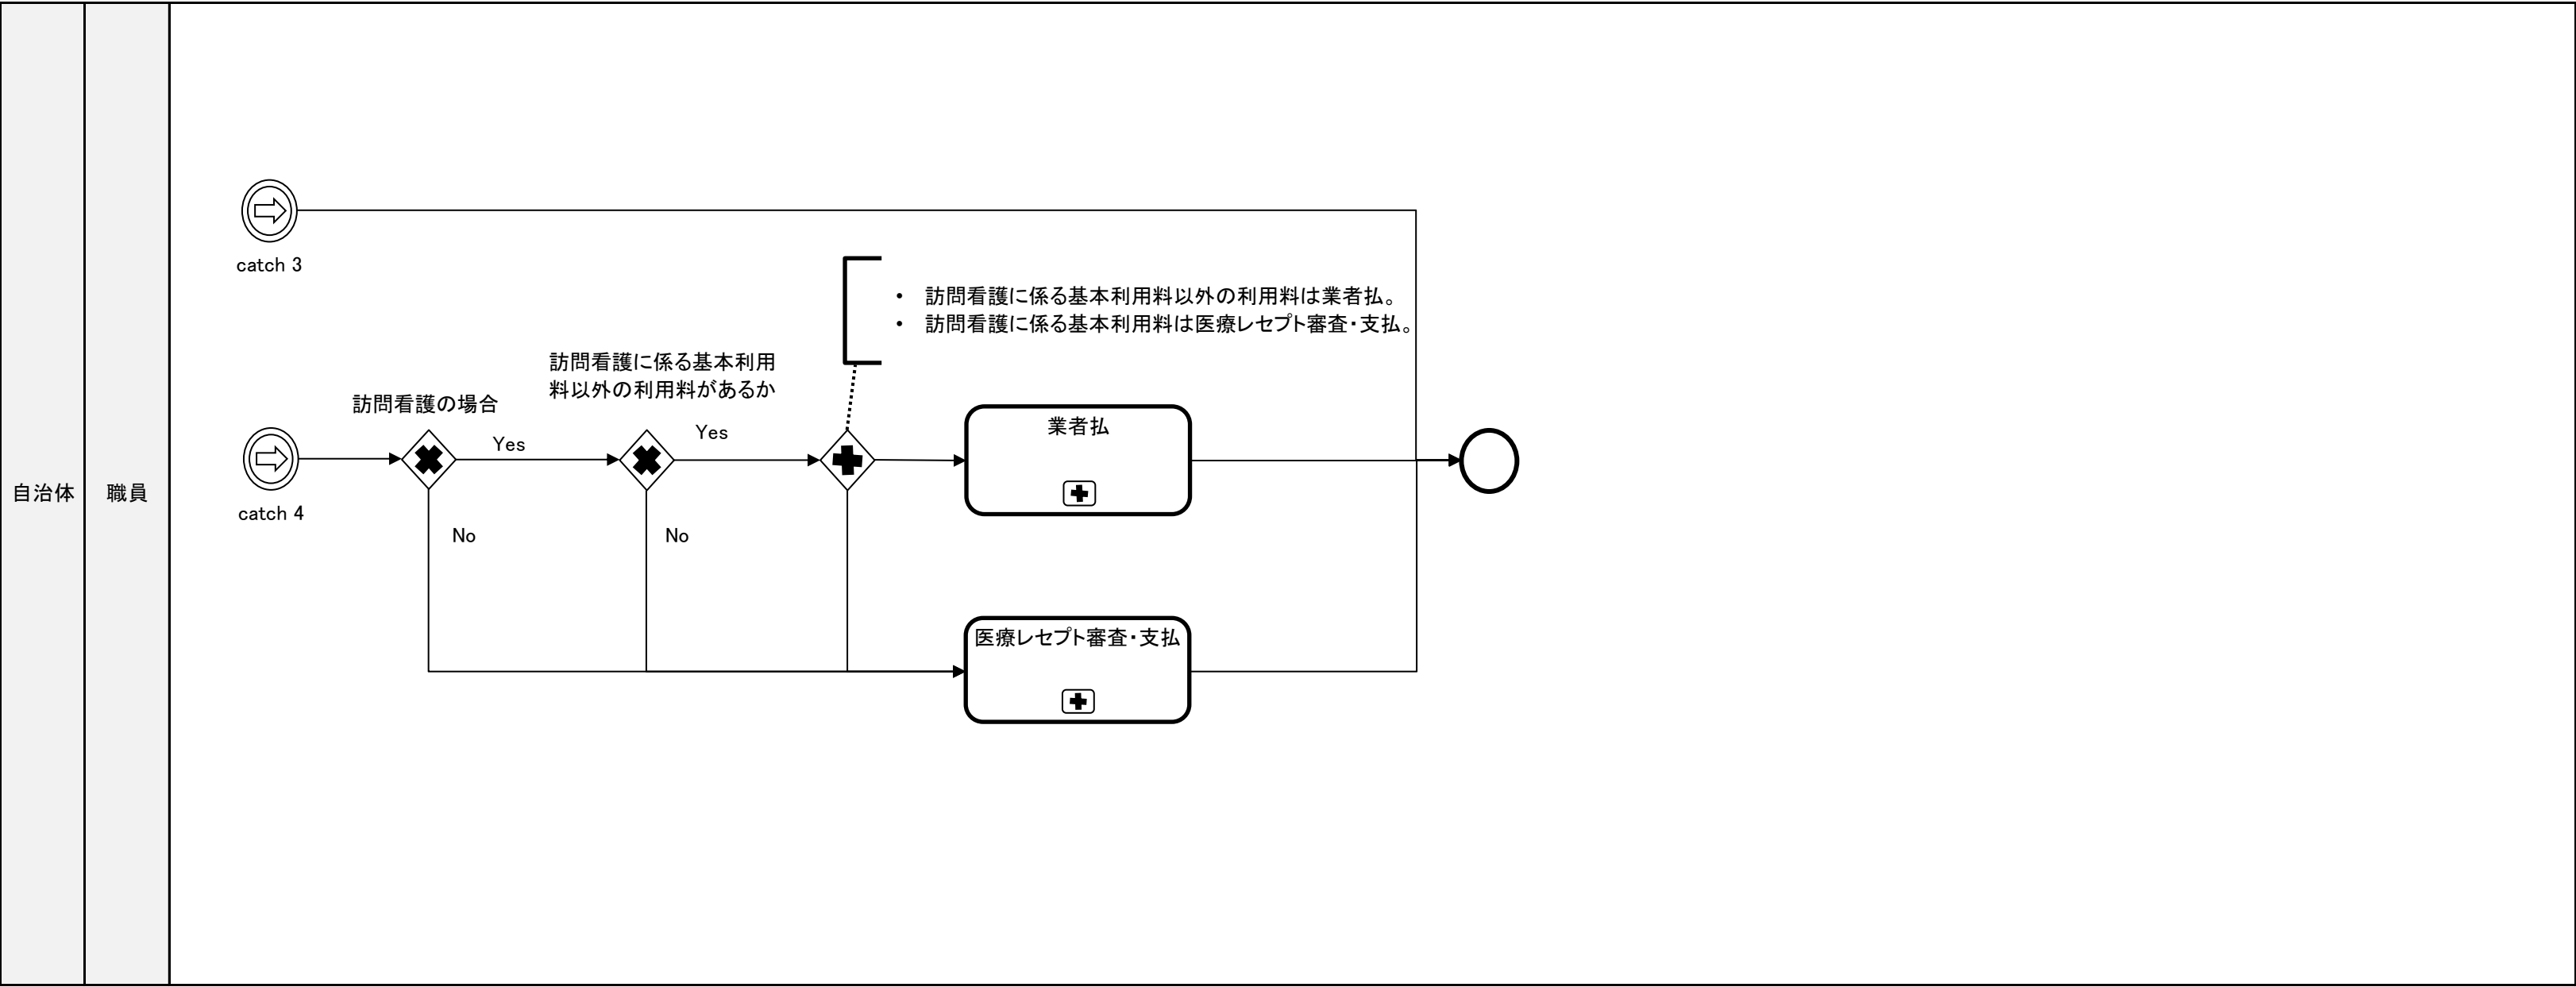 自治体
職員
catch 3
• 訪問看護に係る基本利用料以外の利用料は業者払。
• 訪問看護に係る基本利用料は医療レセプト審査・支払。
訪問看護に係る基本利用
料以外の利用料があるか
訪問看護の場合
Yes
Yes
業者払
catch 4
No
No
医療レセプト審査・支払